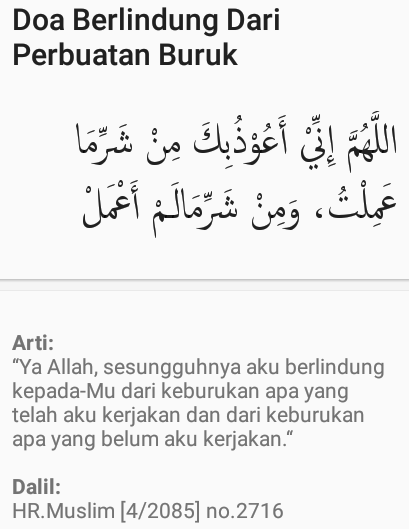 Doa Berlindung Dari
Perbuatan Buruk
اللَّهُمَّ إِنِّيْ أَعُوْذُبِكَ مِنْ شَرِّمَا
عَمِلْتُ، وَمِنْ شَرِّمَالَمْ أَعْمَلْ
Arti:
“Ya Allah, sesungguhnya aku berlindung
kepada-Mu dari keburukan apa yang
telah aku kerjakan dan dari keburukan
apa yang belum aku kerjakan.“
Dalil:
HR.Muslim [4/2085] no.2716